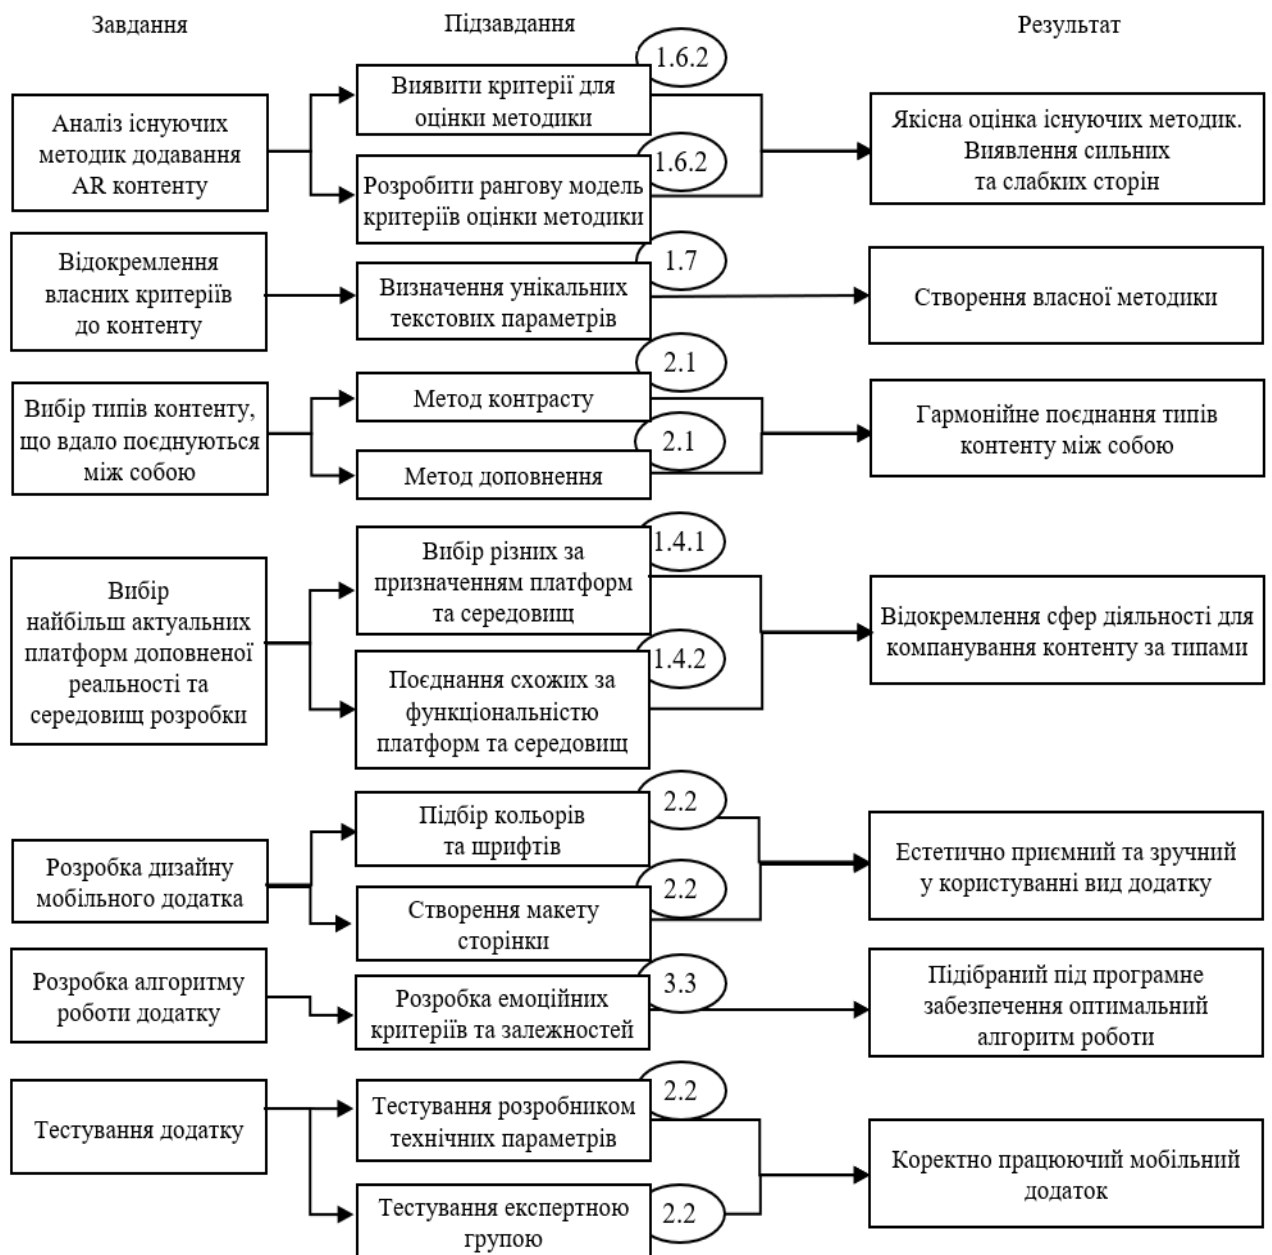 Завдання
Підзавдання
Результат
Аналіз існуючих
методик додавання
AR контенту
Виявити критерії для
оцінки методики
1.6.2
Розробити рангову модель
критеріїв оцінки методики
1.6.2
Якісна оцінка існуючих методик.
Виявлення сильних
та слабких сторін
Відокремлення
власних критеріїв
до контенту
Визначення унікальних
текстових параметрів
1.7
Створення власної методики
Вибір типів контенту,
що вдало поєднуються
між собою
Метод контрасту
2.1
Метод доповнення
2.1
Гармонійне поєднання типів
контенту між собою
Вибір
найбільш актуальних
платформ доповненої
реальності та
середовищ розробки
Вибір різних за
призначенням платформ
та середовищ
1.4.1
Поєднання схожих за
функціональністю
платформ та середовищ
1.4.2
Відокремлення сфер діяльності для
компанування контенту за типами
Розробка дизайну
мобільного додатка
Підбір кольорів
та шрифтів
2.2
Створення макету
сторінки
2.2
Естетично приємний та зручний
у користуванні вид додатку
Розробка алгоритму
роботи додатку
Розробка емоційних
критеріїв та залежностей
3.3
Підібраний під програмне
забезпечення оптимальний
алгоритм роботи
Тестування додатку
Тестування розробником
технічних параметрів
2.2
Тестування експертною
групою
2.2
Коректно працюючий мобільний
додаток